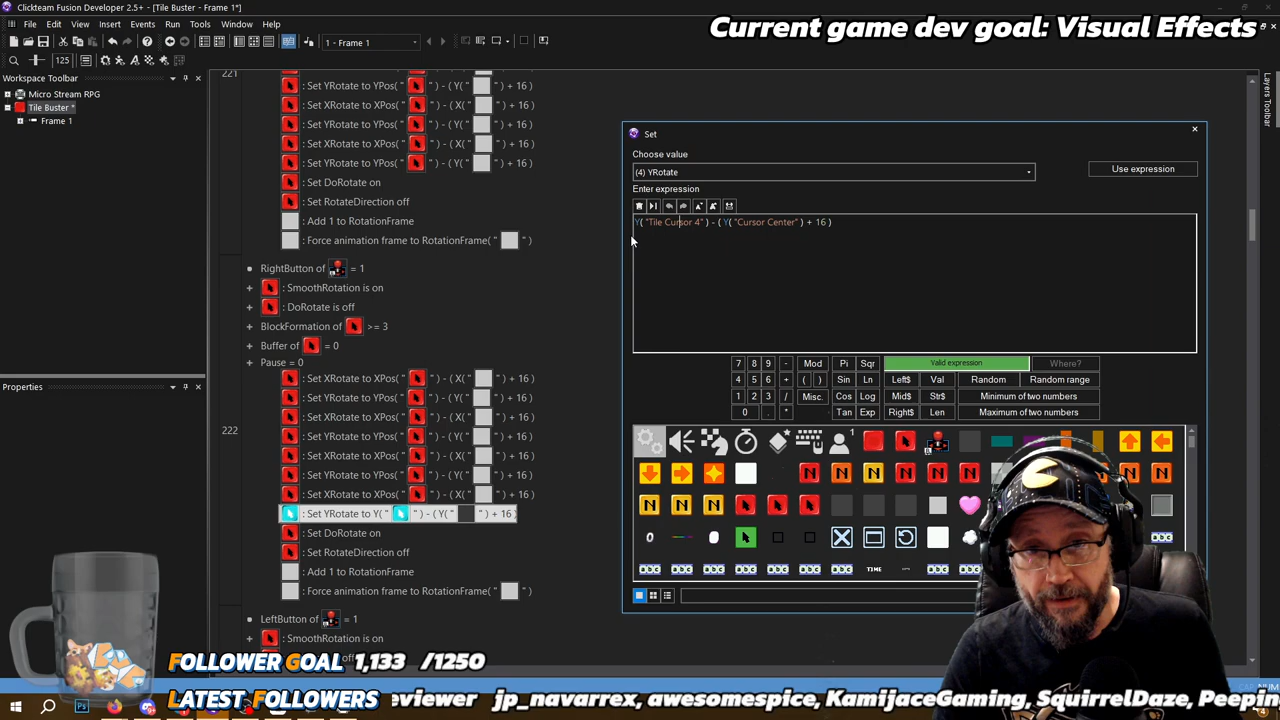 Clickteam Fusion Developer 2.5+ - [Tile Buster - Frame 1*]
Current game dev goal: Visual Effects
File Edit View Insert Events Run Tools YRotate Window Help
1 - Frame 1
123
Workspace Toolbar
Micro Stream RPG
Tile Buster *
Frame 1
Properties
Layers Toolbar
221
: Set YRotate to YPos( " " ) - ( Y( " " ) + 16 )
: Set XRotate to XPos( " " ) - ( X( " " ) + 16 )
: Set YRotate to YPos( " " ) - ( Y( " " ) + 16 )
: Set XRotate to XPos( " " ) - ( X( " " ) + 16 )
: Set YRotate to YPos( " " ) - ( Y( " " ) + 16 )
: Set DoRotate on
: Set RotateDirection off
: Add 1 to RotationFrame
: Force animation frame to RotationFrame( " " )
RightButton of = 1
: SmoothRotation is on
: DoRotate is off
BlockFormation of >= 3
Buffer of = 0
Pause = 0
222
: Set XRotate to XPos( " " ) - ( X( " " ) + 16 )
: Set YRotate to YPos( " " ) - ( Y( " " ) + 16 )
: Set XRotate to XPos( " " ) - ( X( " " ) + 16 )
: Set YRotate to YPos( " " ) - ( Y( " " ) + 16 )
: Set XRotate to XPos( " " ) - ( X( " " ) + 16 )
: Set YRotate to YPos( " " ) - ( Y( " " ) + 16 )
: Set XRotate to XPos( " " ) - ( X( " " ) + 16 )
: Set YRotate to Y( " " ) - ( Y( " " ) + 16 )
: Set DoRotate on
: Set RotateDirection off
: Add 1 to RotationFrame
: Force animation frame to RotationFrame( " " )
LeftButton of = 1
: SmoothRotation is on
Set
Choose value
(4) YRotate
Use expression
Enter expression
Y( "Tile Cursor 4" ) - ( Y( "Cursor Center" ) + 16 )
7 8 9 - Mod Pi Sqr Valid expression Where?
4 5 6 + ( ) Sin Ln Left$ Val Random Random range
1 2 3 / Misc. Cos Log Mid$ Str$ Minimum of two numbers
0 . * Tan Exp Right$ Len Maximum of two numbers
TIME
FOLLOWER GOAL 1,133 /1250
LATEST FOLLOWERS eviewer jp_navarrex, awesomespice, KamijaceGaming, SquirrelDaze, Peepin